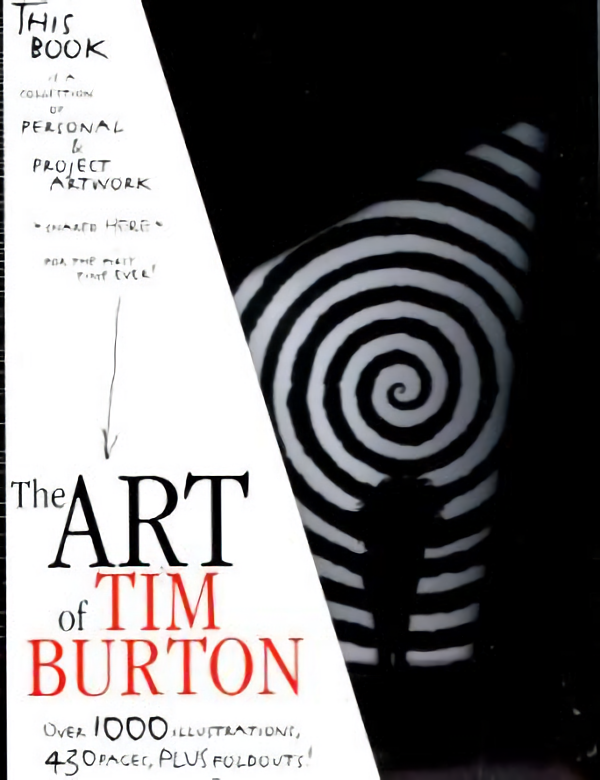 THIS
BOOK
IS A
COLLECTION
OF
PERSONAL
&
PROJECT
ARTWORK
SHARED HERE
FOR THE FIRST
TIME EVER!
The ART
of TIM
BURTON
OVER 1000 ILLUSTRATIONS,
430 PAGES, PLUS FOLDOUTS!